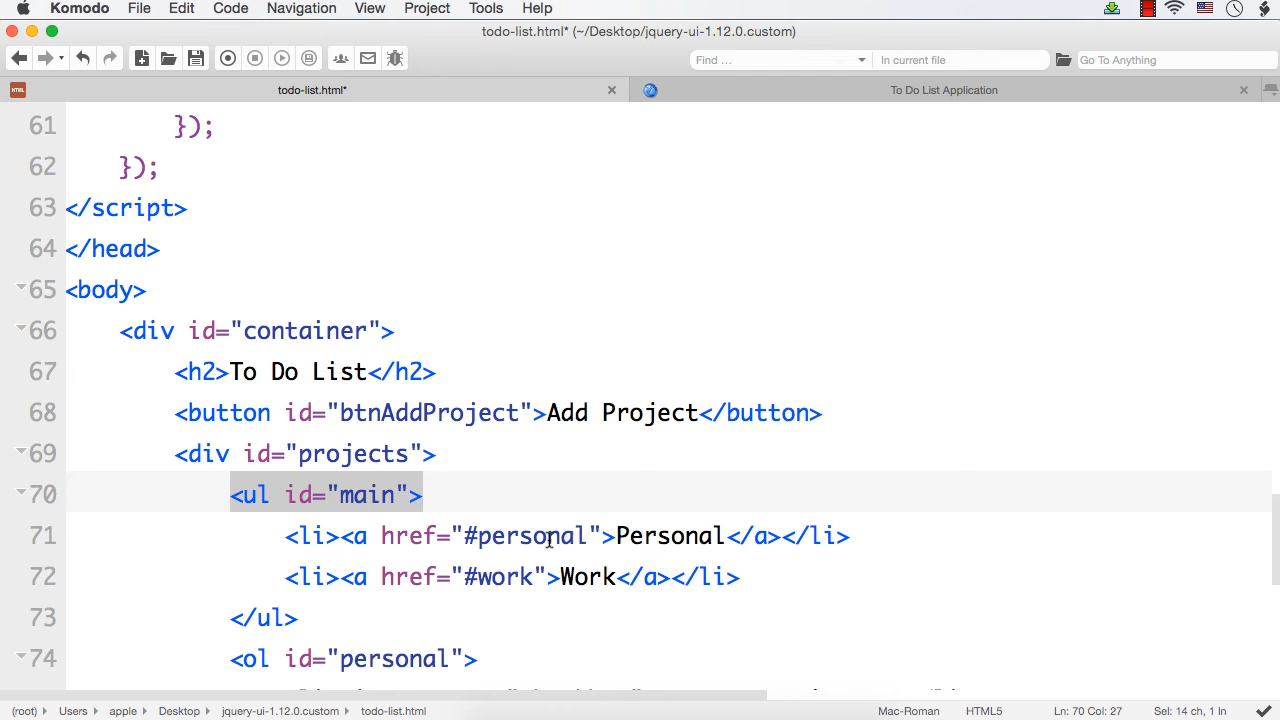 Komodo File Edit Code Navigation View Project Tools Help
todo-list.html* (~/Desktop/jquery-ui-1.12.0.custom)
Find ... In current file Go To Anything
HTML todo-list.html* To Do List Application
61 });
62 });
63 </script>
64 </head>
65 <body>
66 <div id="container">
67 <h2>To Do List</h2>
68 <button id="btnAddProject">Add Project</button>
69 <div id="projects">
70 <ul id="main">
71 <li><a href="#personal">Personal</a></li>
72 <li><a href="#work">Work</a></li>
73 </ul>
74 <ol id="personal">
(root) Users apple Desktop jquery-ui-1.12.0.custom todo-list.html Mac-Roman HTML5 Ln: 70 Col: 27 Sel: 14 ch, 1 ln